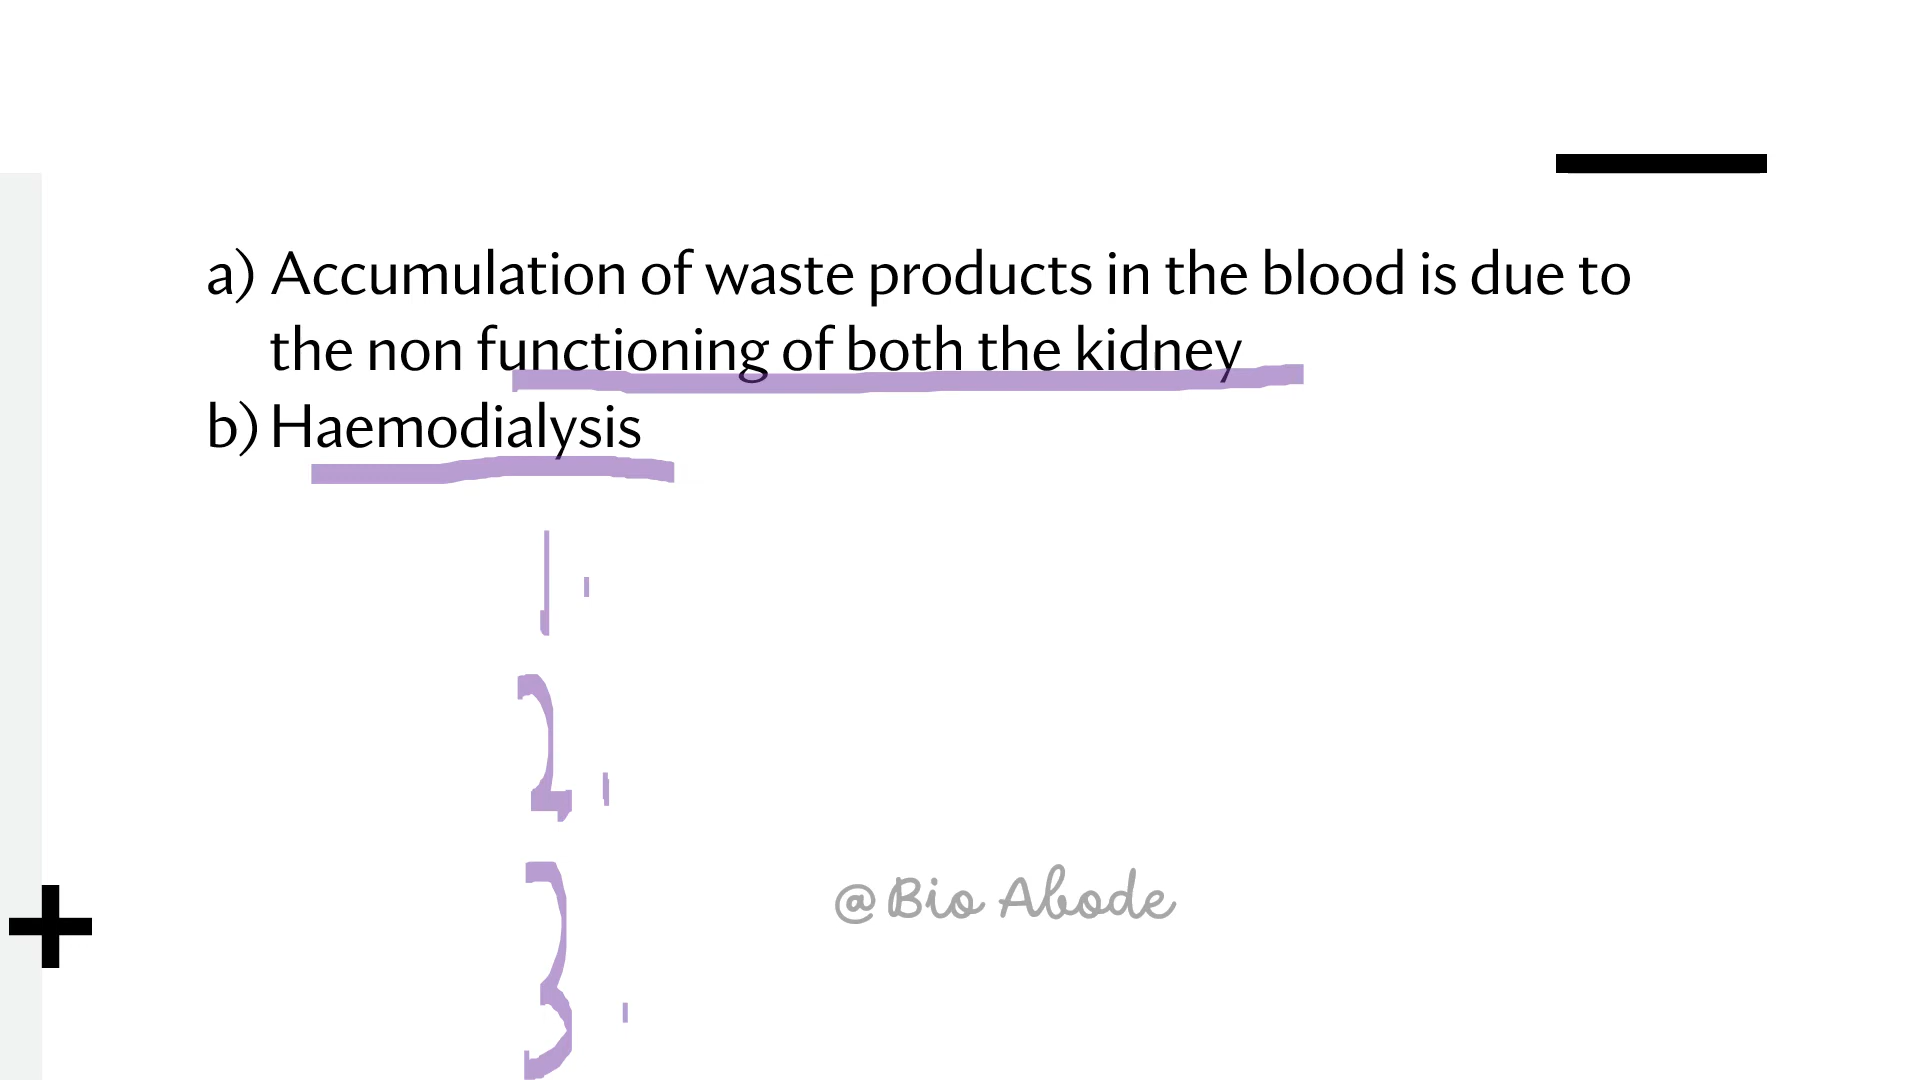 a) Accumulation of waste products in the blood is due to
the non functioning of both the kidney
b) Haemodialysis
1.
2.
3.
@Bio Abode